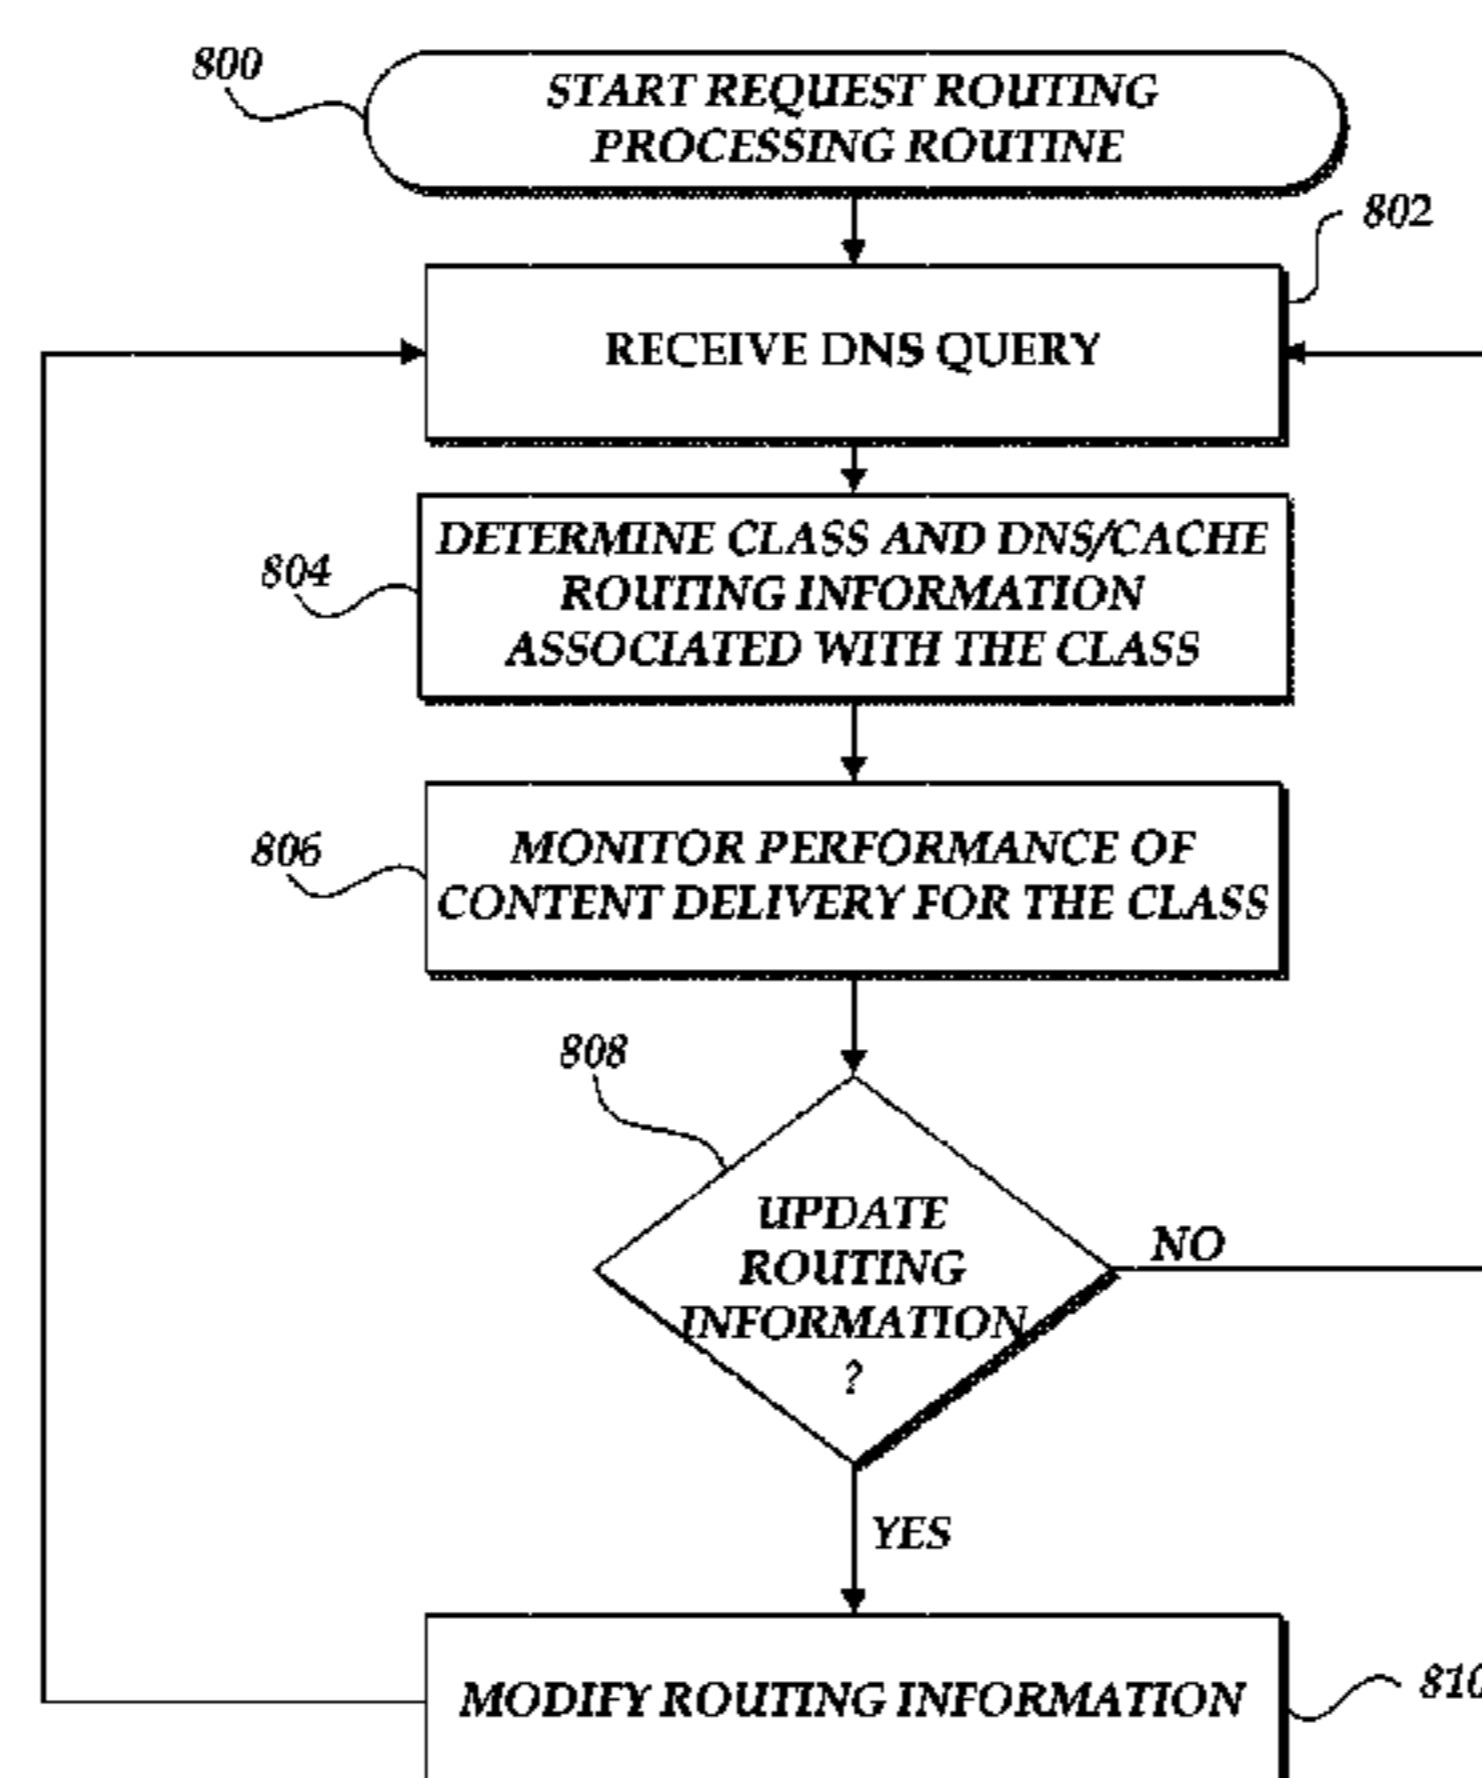 800
START REQUEST ROUTING
PROCESSING ROUTINE
802
RECEIVE DNS QUERY
804
DETERMINE CLASS AND DNS/CACHE
ROUTING INFORMATION
ASSOCIATED WITH THE CLASS
806
MONITOR PERFORMANCE OF
CONTENT DELIVERY FOR THE CLASS
808
UPDATE
ROUTING
INFORMATION
?
NO
YES
MODIFY ROUTING INFORMATION
810